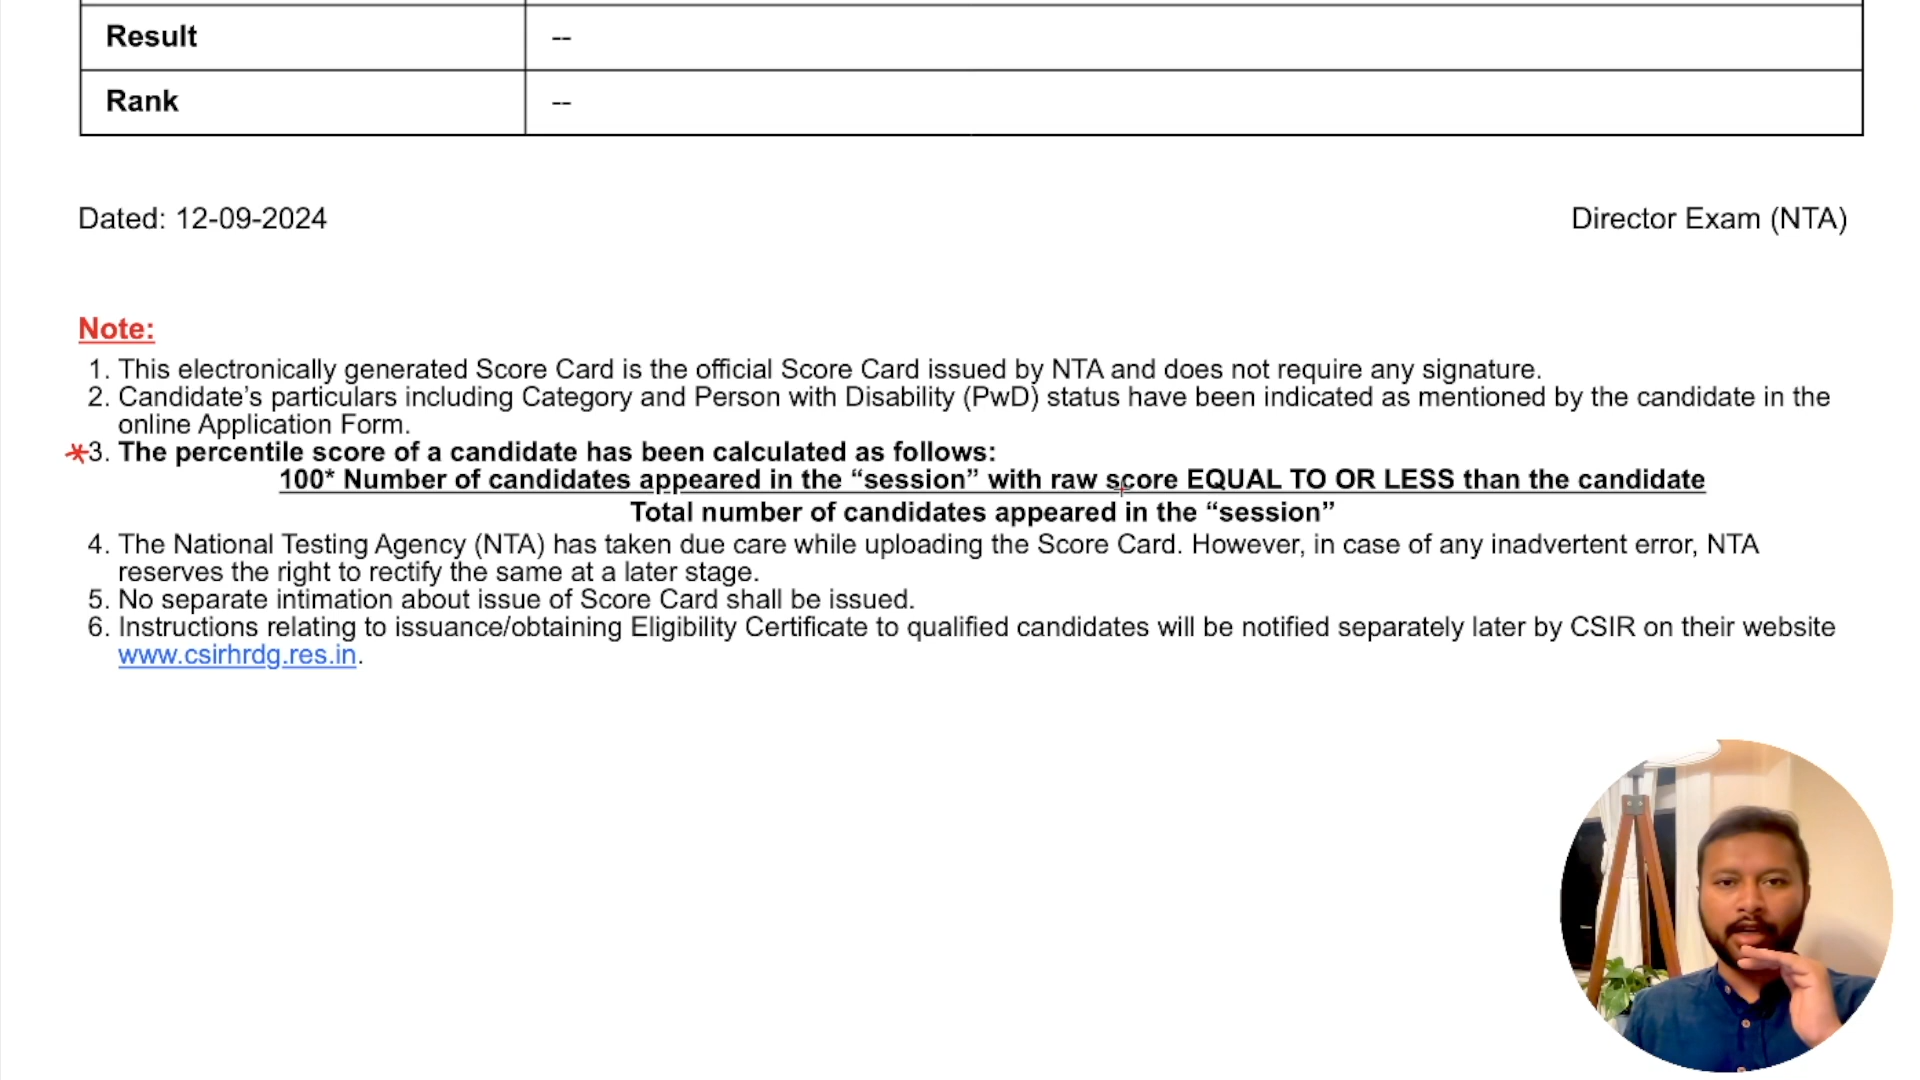 Result --
Rank --
Dated: 12-09-2024 Director Exam (NTA)
Note:
1. This electronically generated Score Card is the official Score Card issued by NTA and does not require any signature.
2. Candidate’s particulars including Category and Person with Disability (PwD) status have been indicated as mentioned by the candidate in the
online Application Form.
*3. The percentile score of a candidate has been calculated as follows:
100* Number of candidates appeared in the “session” with raw score EQUAL TO OR LESS than the candidate
Total number of candidates appeared in the “session”
4. The National Testing Agency (NTA) has taken due care while uploading the Score Card. However, in case of any inadvertent error, NTA
reserves the right to rectify the same at a later stage.
5. No separate intimation about issue of Score Card shall be issued.
6. Instructions relating to issuance/obtaining Eligibility Certificate to qualified candidates will be notified separately later by CSIR on their website
www.csirhrdg.res.in.